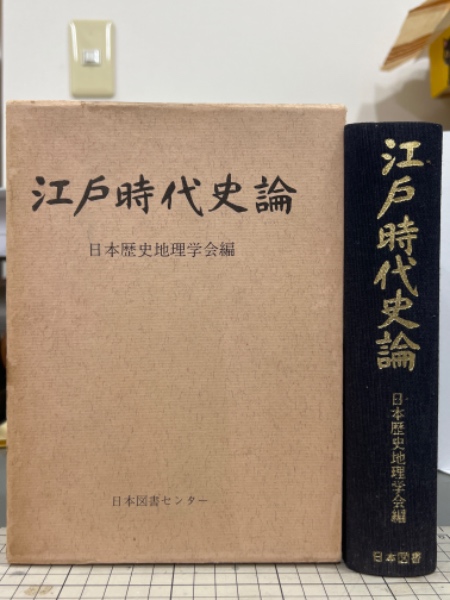 江戸時代史論
日本歴史地理学会編
日本図書センター
江戸時代史論
日本歴史地理学会編
日本図書